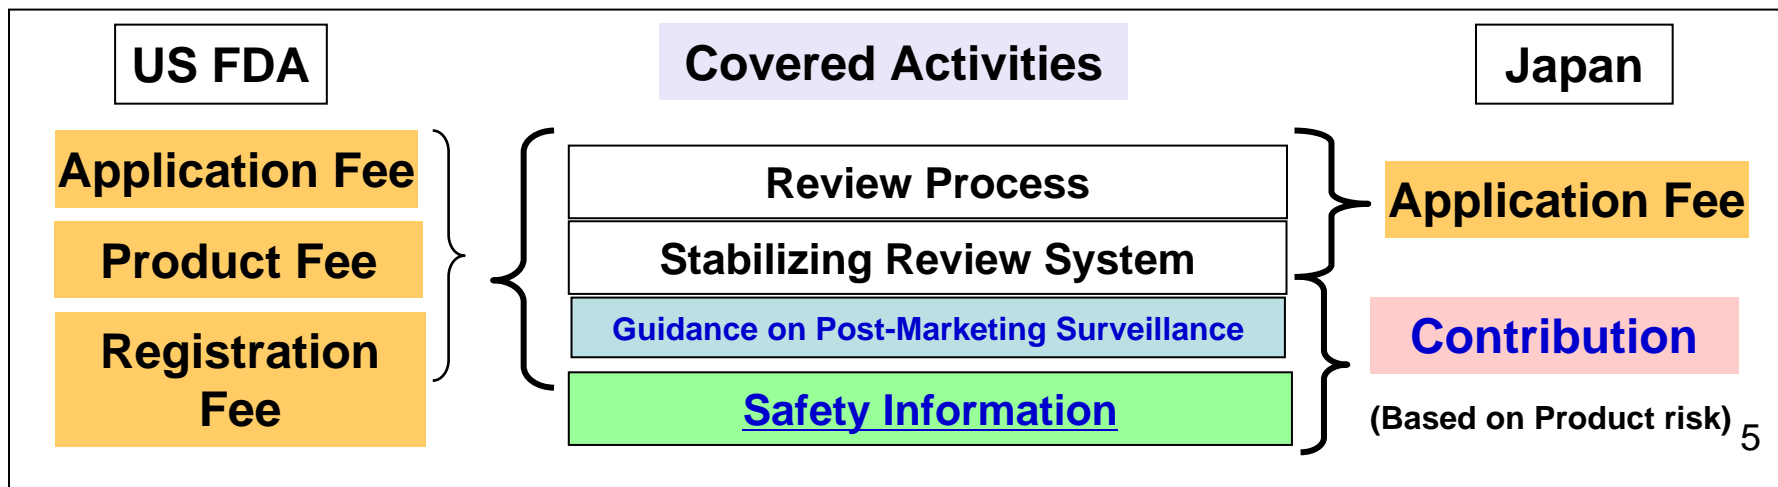 US FDA
Covered Activities
Japan
Application Fee
Product Fee
Registration
Fee
Review Process
Stabilizing Review System
Guidance on Post-Marketing Surveillance
Safety Information
Application Fee
Contribution
(Based on Product risk)
5